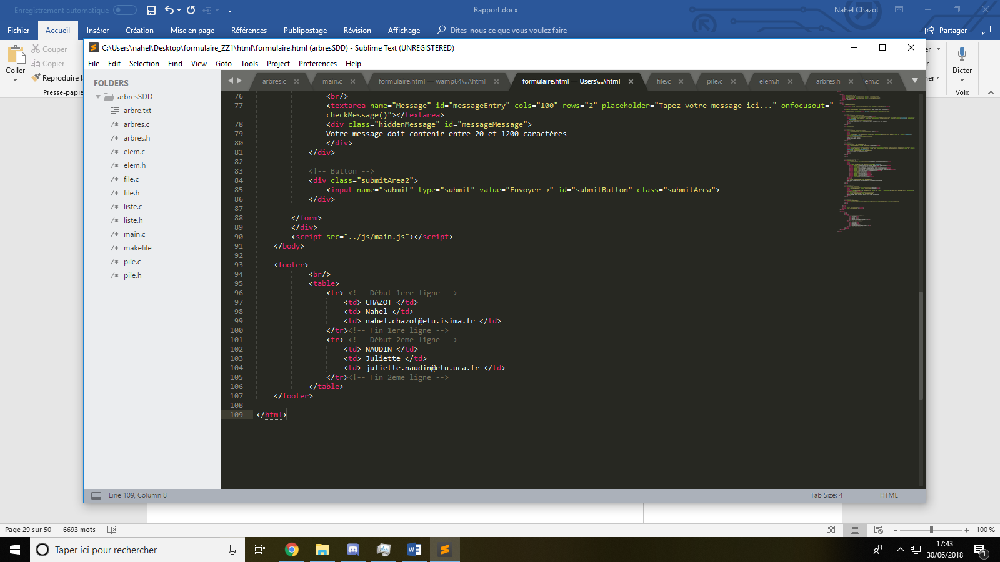 Enregistrement automatique
Rapport.docx
Nahel Chazot
Fichier Accueil Insérer Création Mise en page Références Publipostage Révision Affichage Dites-nous ce que vous voulez faire Partager
Coller
Couper
Copier
Reproduire l
Presse-papie
Dicter
Voix
C:\Users\nahel\Desktop\formulaire_ZZ1\html\formulaire.html (arbresSDD) - Sublime Text (UNREGISTERED)
File Edit Selection Find View Goto Tools Project Preferences Help
FOLDERS
arbresSDD
arbre.txt
/* arbres.c
/* arbres.h
/* elem.c
/* elem.h
/* file.c
/* file.h
/* liste.c
/* liste.h
/* main.c
/* makefile
/* pile.c
/* pile.h
arbres.c main.c formulaire.html — wamp64\...\html formulaire.html — Users\...\html file.c pile.c elem.h arbres.h lem.c
76 <br/>
77 <textarea name="Message" id="messageEntry" cols="100" rows="2" placeholder="Tapez votre message ici..." onfocusout="
checkMessage()"></textarea>
78 <div class="hiddenMessage" id="messageMessage">
79 Votre message doit contenir entre 20 et 1200 caractères
80 </div>
81 </div>
82
83 <!-- Button -->
84 <div class="submitArea2">
85 <input name="submit" type="submit" value="Envoyer →" id="submitButton" class="submitArea">
86 </div>
87
88 </form>
89 </div>
90 <script src="../js/main.js"></script>
91 </body>
92
93 <footer>
94 <br/>
95 <table>
96 <tr> <!-- Début 1ere ligne -->
97 <td> CHAZOT </td>
98 <td> Nahel </td>
99 <td> nahel.chazot@etu.isima.fr </td>
100 </tr><!-- Fin 1ere ligne -->
101 <tr> <!-- Début 2eme ligne -->
102 <td> NAUDIN </td>
103 <td> Juliette </td>
104 <td> juliette.naudin@etu.uca.fr </td>
105 </tr><!-- Fin 2eme ligne -->
106 </table>
107 </footer>
108
109 </html>
Line 109, Column 8
Tab Size: 4
HTML
Page 29 sur 50 6693 mots
100 %
Taper ici pour rechercher
17:43
30/06/2018
1